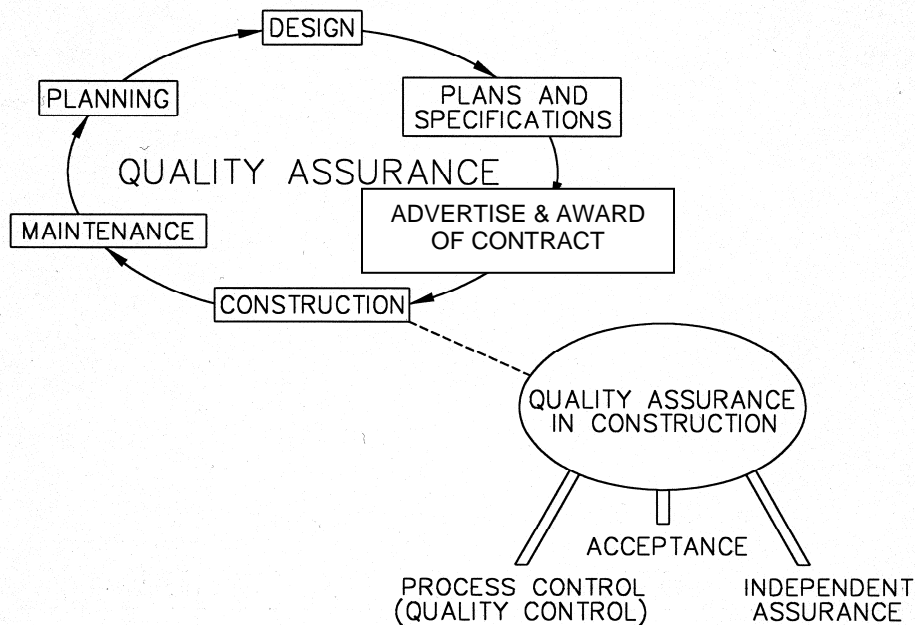 DESIGN
PLANNING
PLANS AND
SPECIFICATIONS
QUALITY ASSURANCE
ADVERTISE & AWARD
OF CONTRACT
MAINTENANCE
CONSTRUCTION
QUALITY ASSURANCE
IN CONSTRUCTION
ACCEPTANCE
PROCESS CONTROL
(QUALITY CONTROL)
INDEPENDENT
ASSURANCE